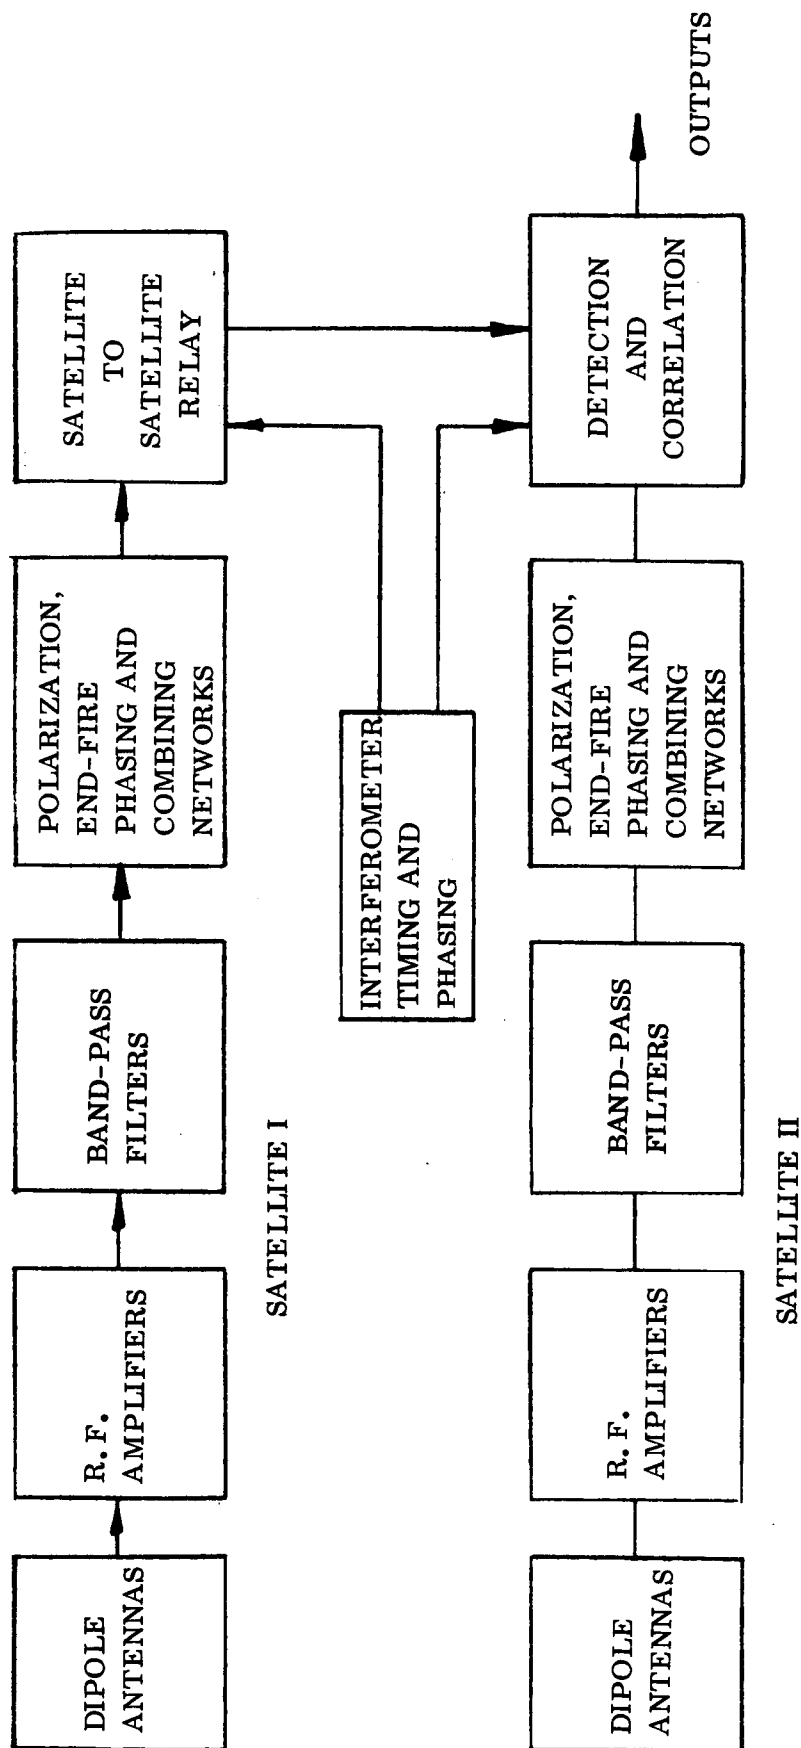 DIPOLE
ANTENNAS
R.F.
AMPLIFIERS
BAND-PASS
FILTERS
POLARIZATION,
END-FIRE
PHASING AND
COMBINING
NETWORKS
SATELLITE
TO
SATELLITE
RELAY
SATELLITE I
INTERFEROMETER
TIMING AND
PHASING
DIPOLE
ANTENNAS
R.F.
AMPLIFIERS
BAND-PASS
FILTERS
POLARIZATION,
END-FIRE
PHASING AND
COMBINING
NETWORKS
DETECTION
AND
CORRELATION
OUTPUTS
SATELLITE II